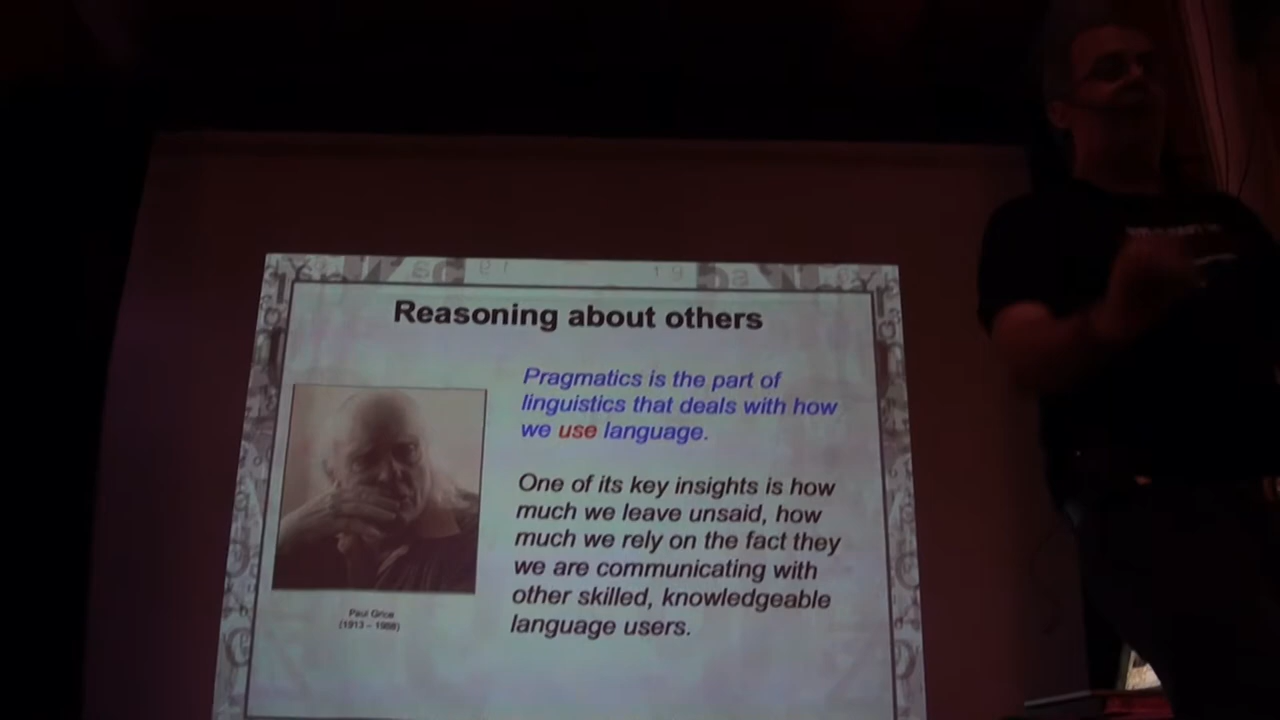 Reasoning about others
Pragmatics is the part of
linguistics that deals with how
we use language.
One of its key insights is how
much we leave unsaid, how
much we rely on the fact they
we are communicating with
other skilled, knowledgeable
language users.
Paul Grice
(1913 – 1988)